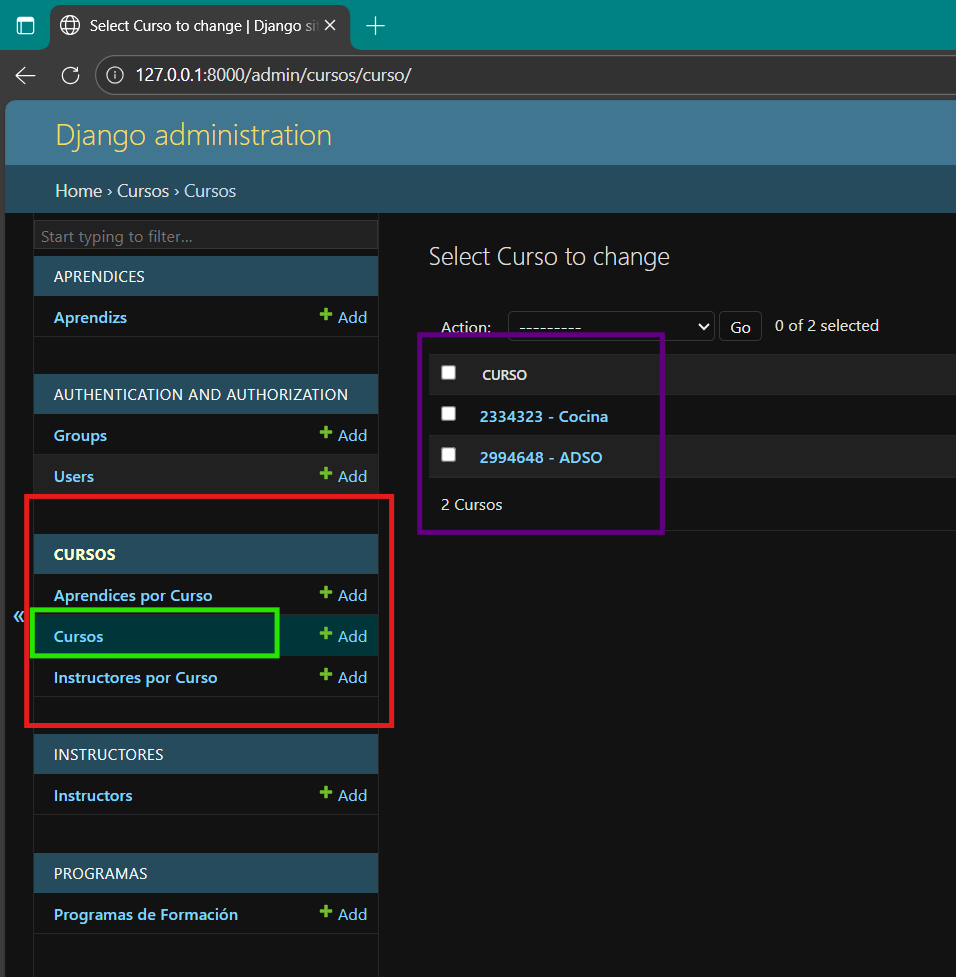 Select Curso to change | Django si
127.0.0.1:8000/admin/cursos/curso/
Django administration
Home › Cursos › Cursos
Start typing to filter...
APRENDICES
Aprendizs + Add
AUTHENTICATION AND AUTHORIZATION
Groups + Add
Users + Add
CURSOS
Aprendices por Curso + Add
«
Cursos + Add
Instructores por Curso + Add
INSTRUCTORES
Instructors + Add
PROGRAMAS
Programas de Formación + Add
Select Curso to change
Action: --------- Go 0 of 2 selected
CURSO
2334323 - Cocina
2994648 - ADSO
2 Cursos